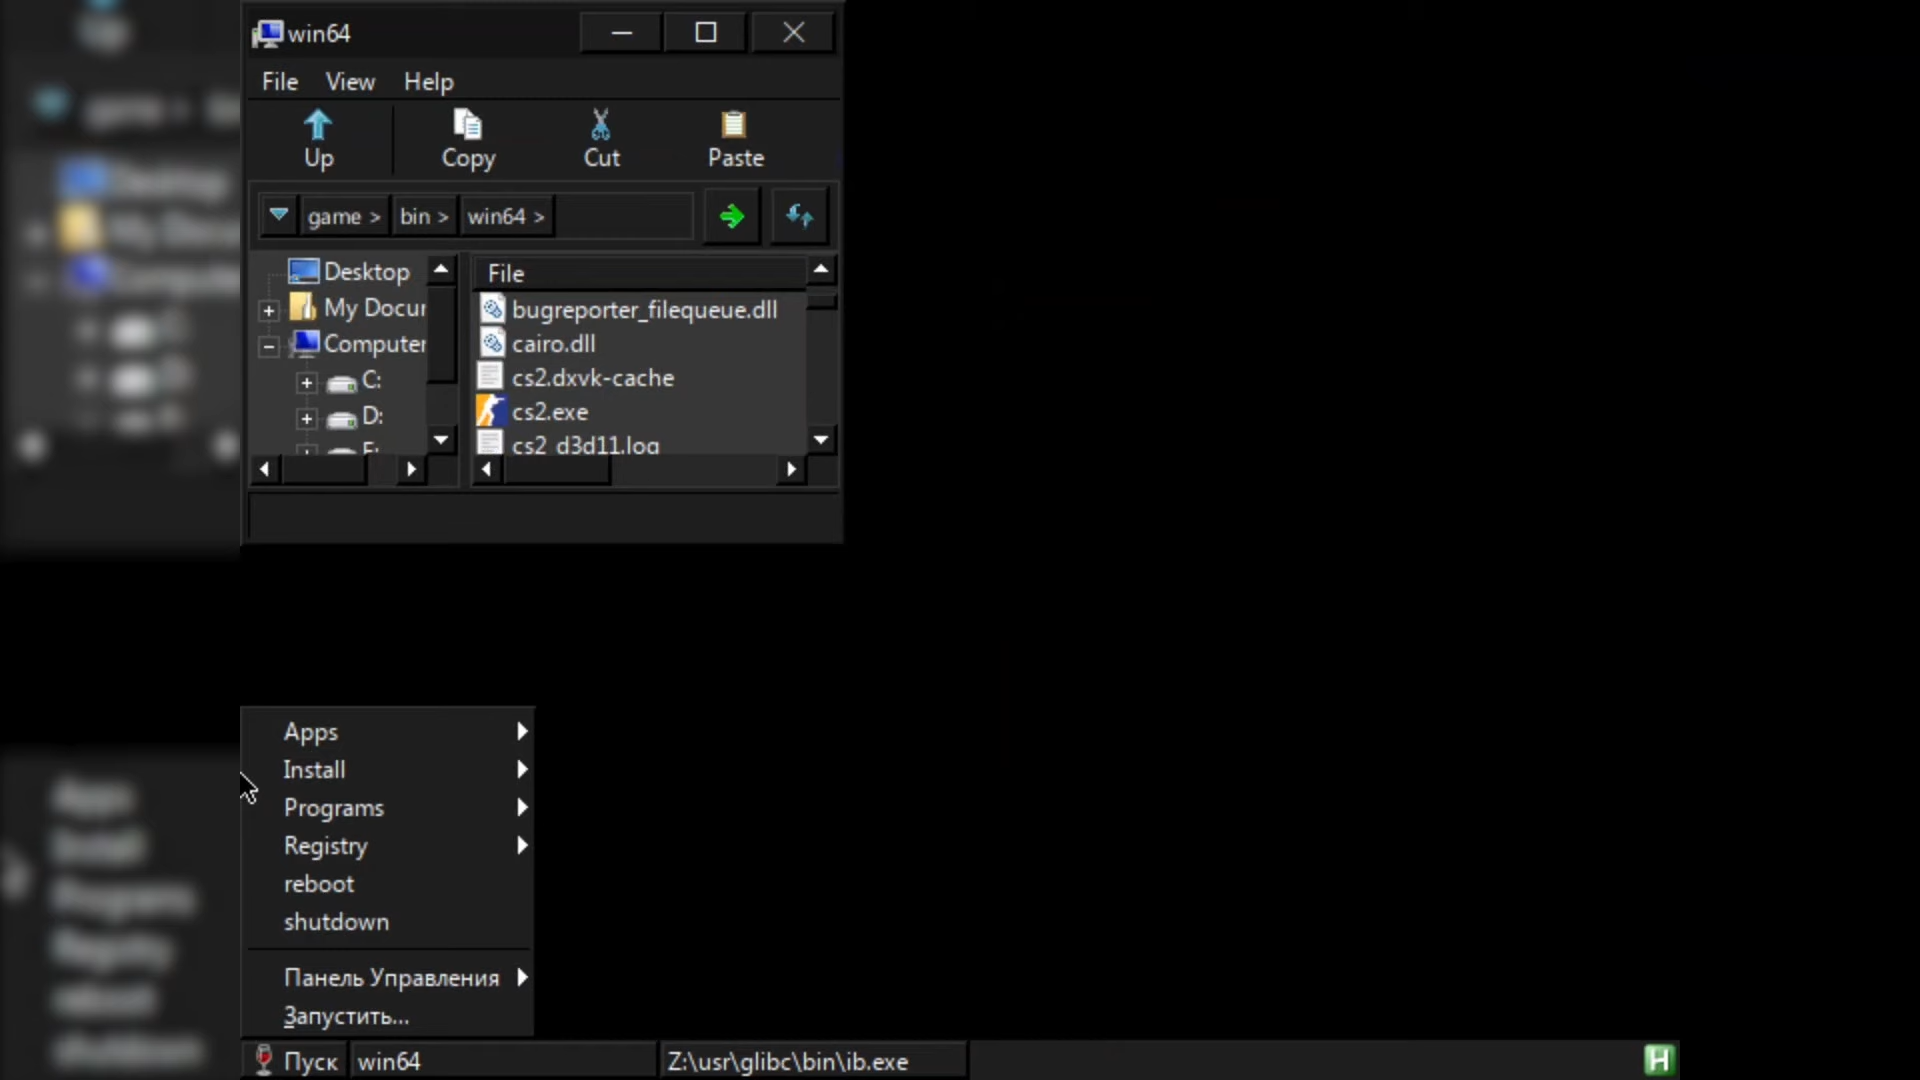 win64
File View Help
Up Copy Cut Paste
game > bin > win64 >
Desktop
My Docur
Computer
C:
D:
File
bugreporter_filequeue.dll
cairo.dll
cs2.dxvk-cache
cs2.exe
cs2_d3d11.log
Apps
Install
Programs
Registry
reboot
shutdown
Панель Управления
Запустить...
Пуск win64 Z:\usr\glibc\bin\ib.exe
H